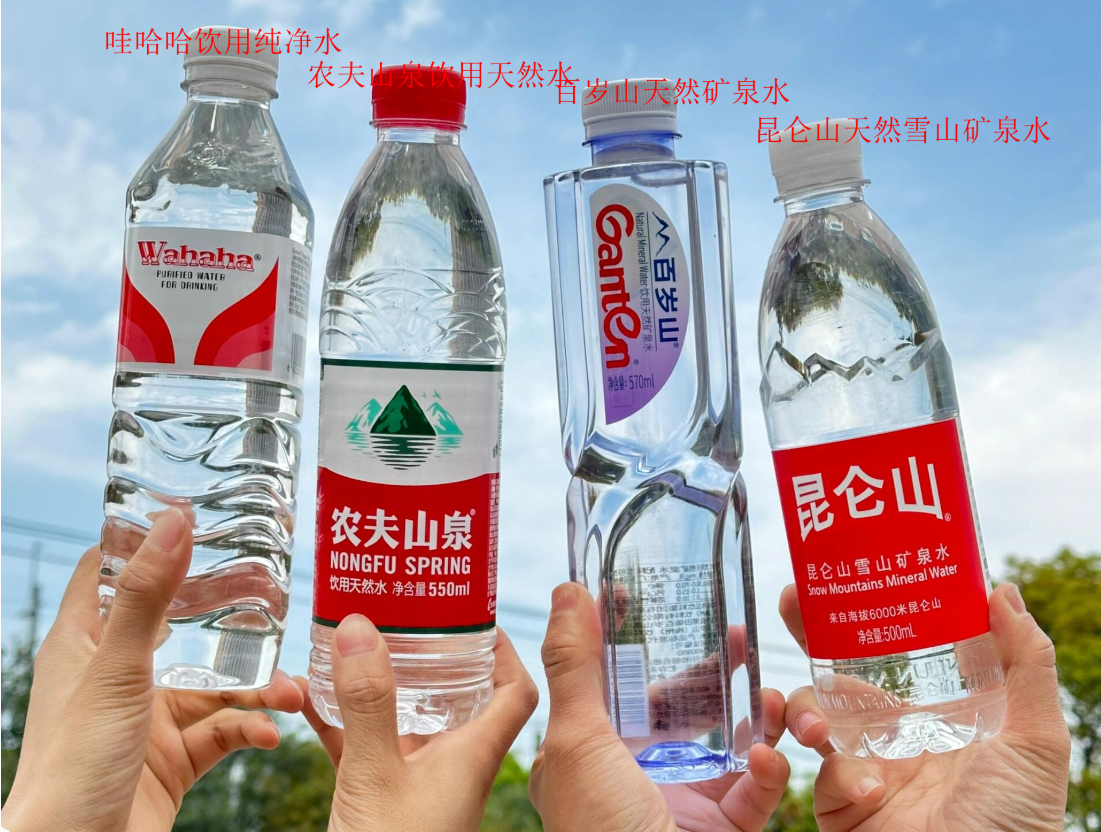 哇哈哈饮用纯净水
农夫山泉饮用天然水
百岁山天然矿泉水
昆仑山天然雪山矿泉水
Wahaha®
PURIFIED WATER
FOR DRINKING
农夫山泉®
NONGFU SPRING
饮用天然水 净含量550ml
百岁山®
Natural Mineral Water 饮用天然矿泉水
Ganten®
净含量:570ml
昆仑山®
昆仑山雪山矿泉水
Snow Mountains Mineral Water
来自海拔6000米昆仑山
净含量:500mL